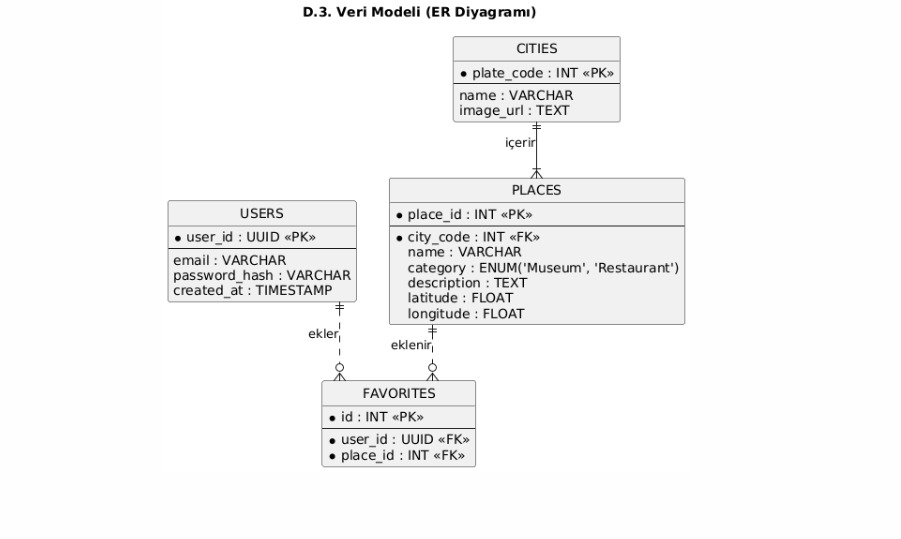 D.3. Veri Modeli (ER Diyagramı)
CITIES
plate_code : INT «PK»
name : VARCHAR
image_url : TEXT
içerir
PLACES
place_id : INT «PK»
city_code : INT «FK»
name : VARCHAR
category : ENUM('Museum', 'Restaurant')
description : TEXT
latitude : FLOAT
longitude : FLOAT
USERS
user_id : UUID «PK»
email : VARCHAR
password_hash : VARCHAR
created_at : TIMESTAMP
ekler
eklenir
FAVORITES
id : INT «PK»
user_id : UUID «FK»
place_id : INT «FK»